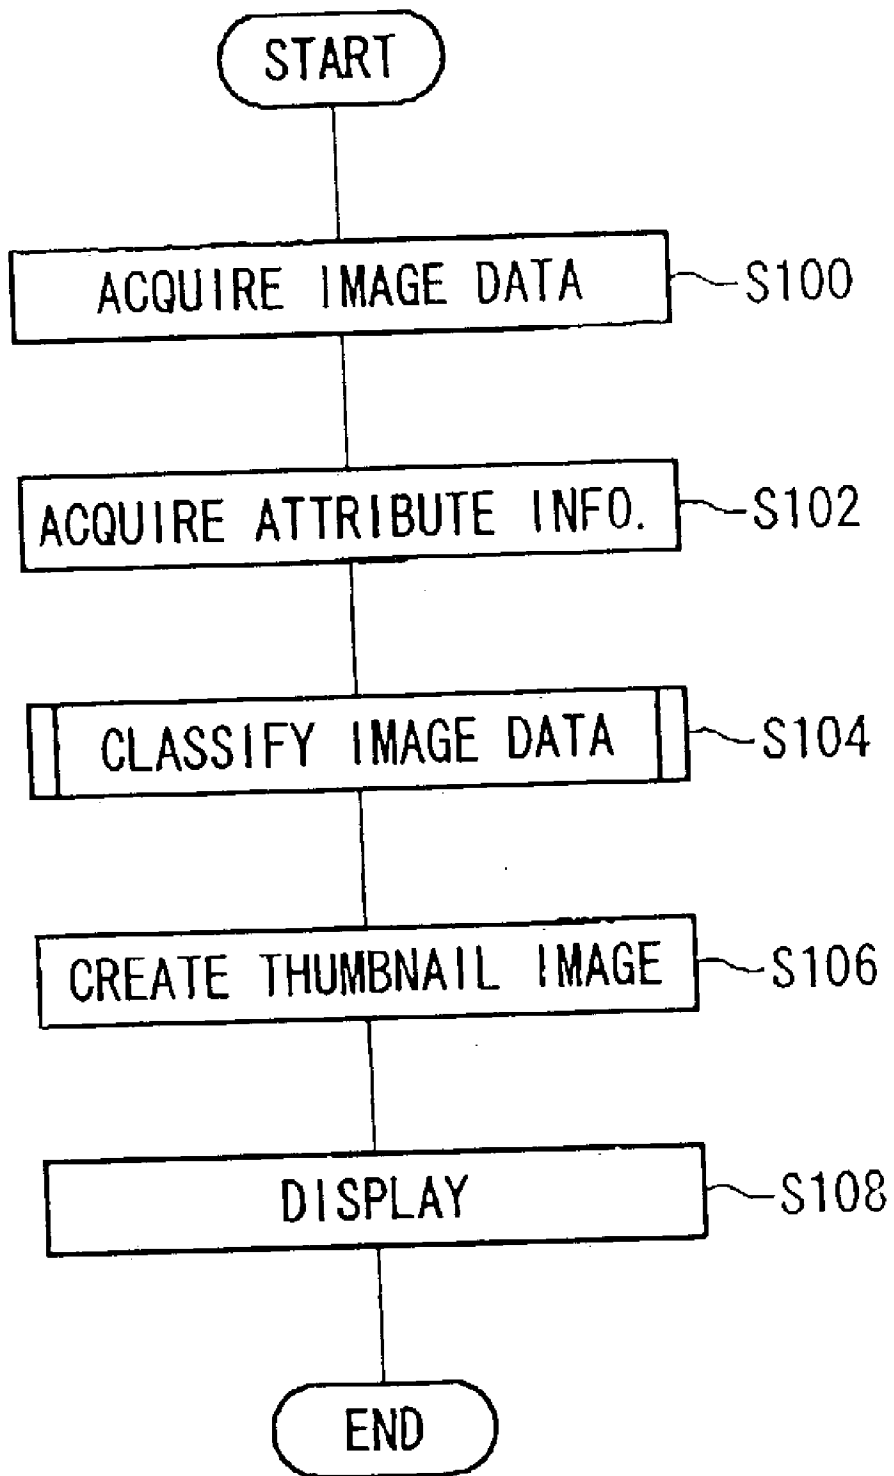 START
ACQUIRE IMAGE DATA
S100
ACQUIRE ATTRIBUTE INFO.
S102
CLASSIFY IMAGE DATA
S104
CREATE THUMBNAIL IMAGE
S106
DISPLAY
S108
END